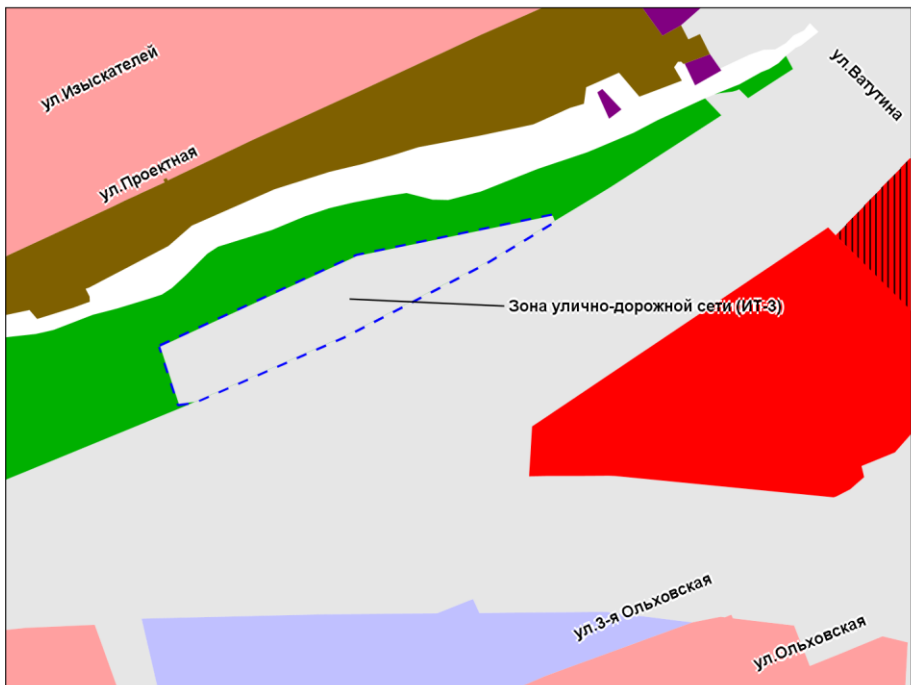 ул.Изыскателей
ул.Ватутина
ул.Проектная
Зона улично-дорожной сети (ИТ-3)
ул.3-я Ольховская
ул.Ольховская